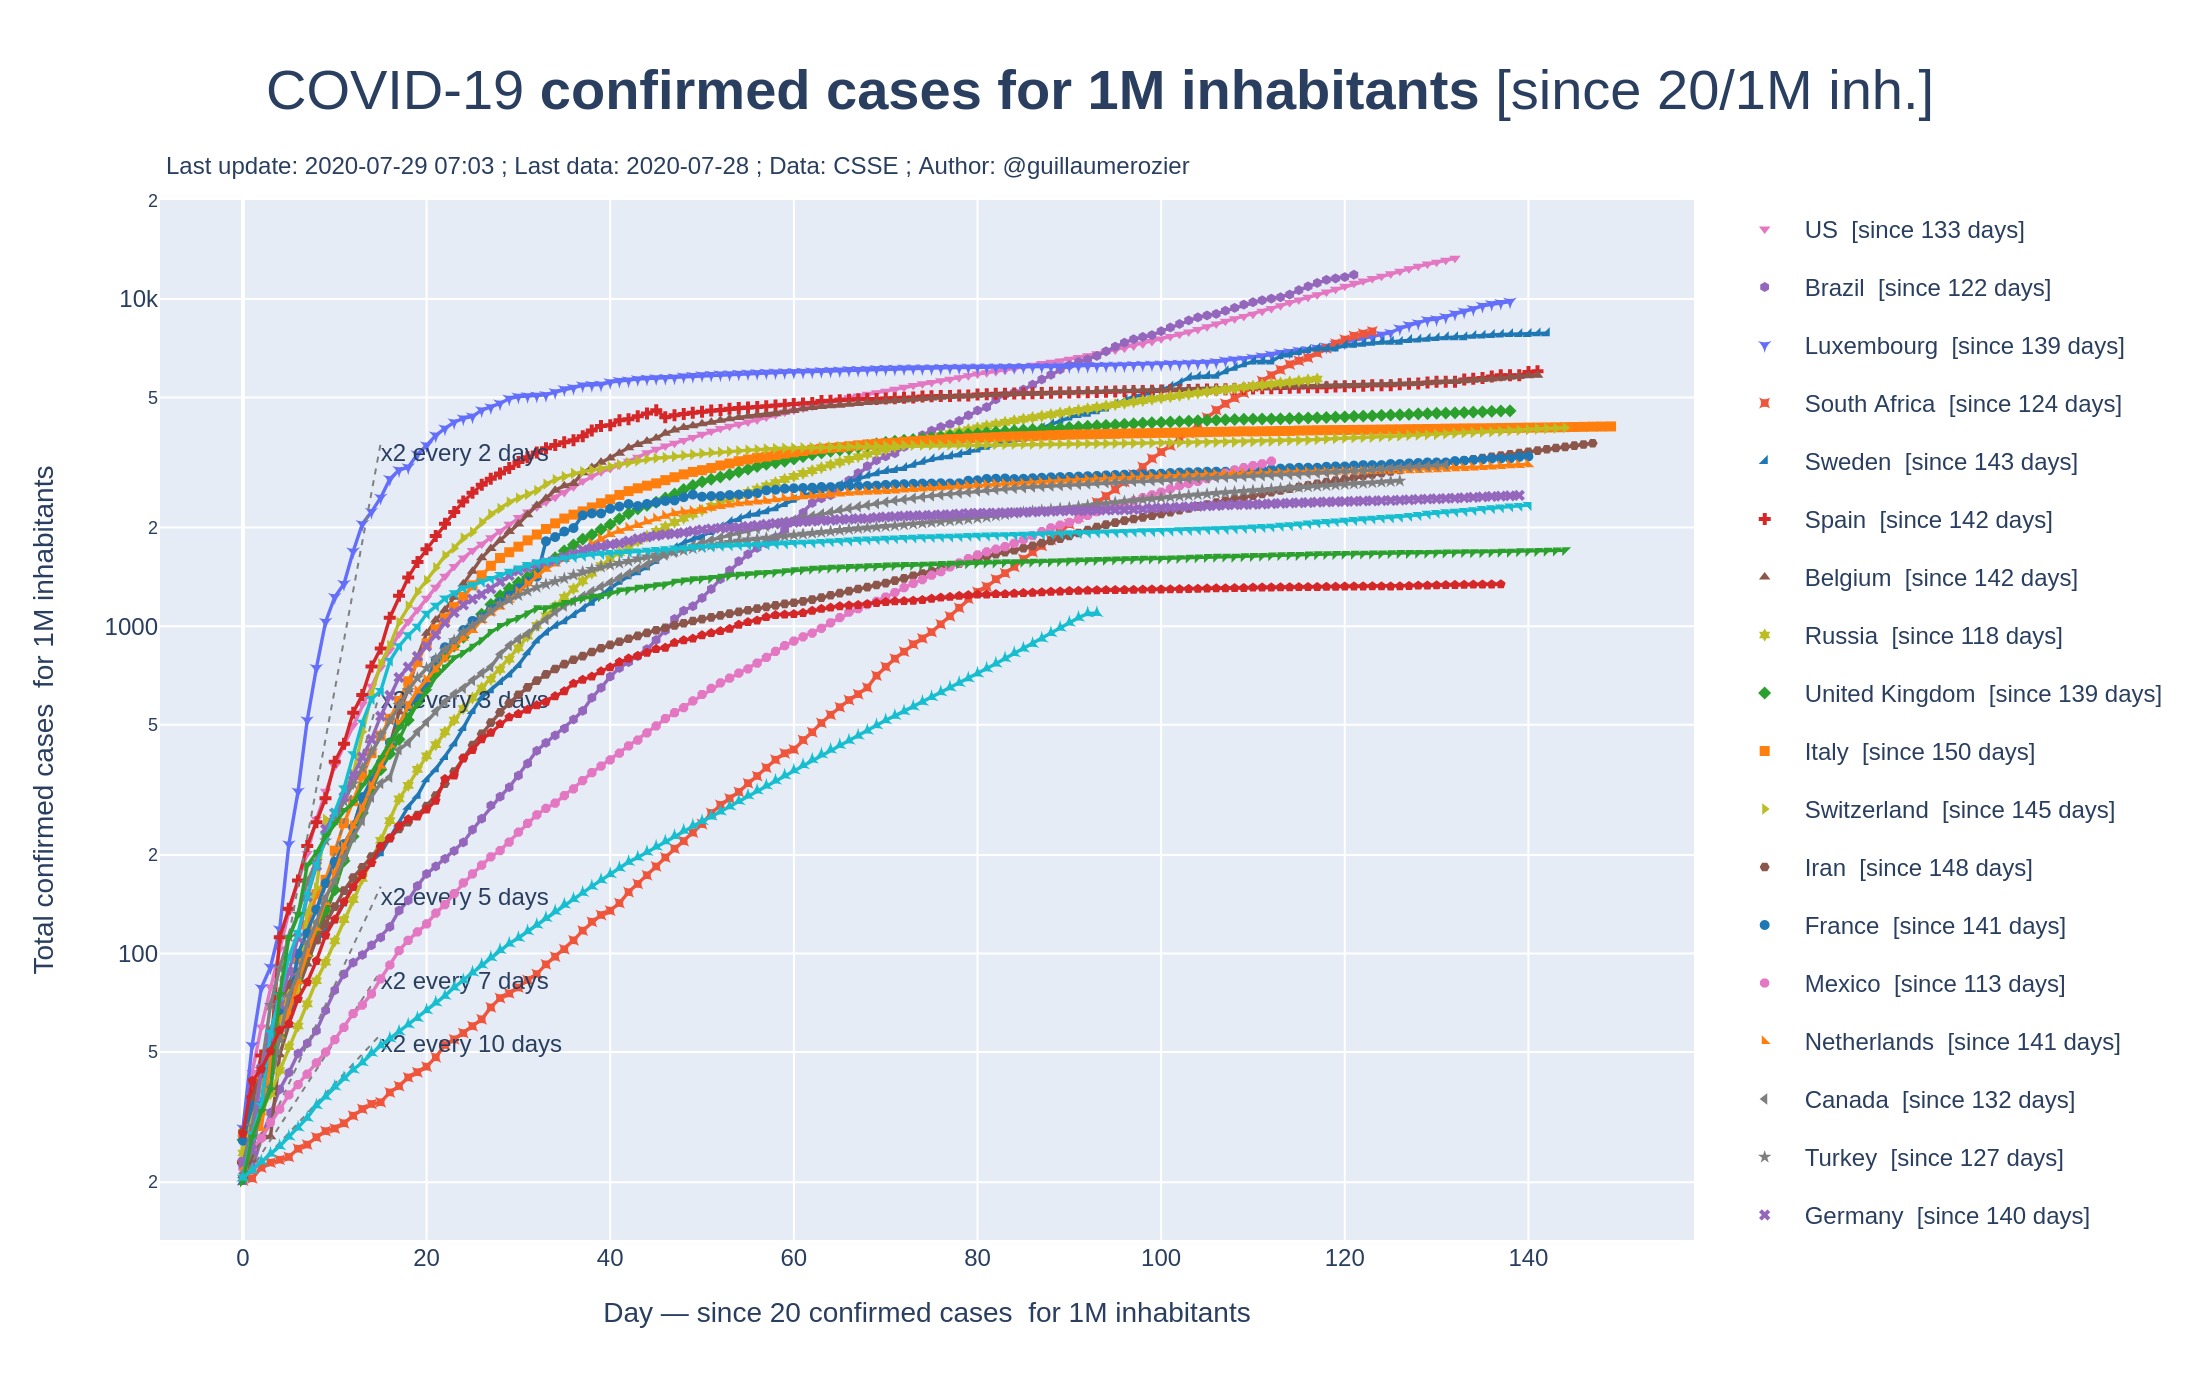 COVID-19 confirmed cases for 1M inhabitants [since 20/1M inh.]
Last update: 2020-07-29 07:03 ; Last data: 2020-07-28 ; Data: CSSE ; Author: @guillaumerozier
Total confirmed cases for 1M inhabitants
2
10k
5
2
1000
5
2
100
5
2
x2 every 2 days
x2 every 3 days
x2 every 5 days
x2 every 7 days
x2 every 10 days
0 20 40 60 80 100 120 140
Day — since 20 confirmed cases for 1M inhabitants
US [since 133 days]
Brazil [since 122 days]
Luxembourg [since 139 days]
South Africa [since 124 days]
Sweden [since 143 days]
Spain [since 142 days]
Belgium [since 142 days]
Russia [since 118 days]
United Kingdom [since 139 days]
Italy [since 150 days]
Switzerland [since 145 days]
Iran [since 148 days]
France [since 141 days]
Mexico [since 113 days]
Netherlands [since 141 days]
Canada [since 132 days]
Turkey [since 127 days]
Germany [since 140 days]